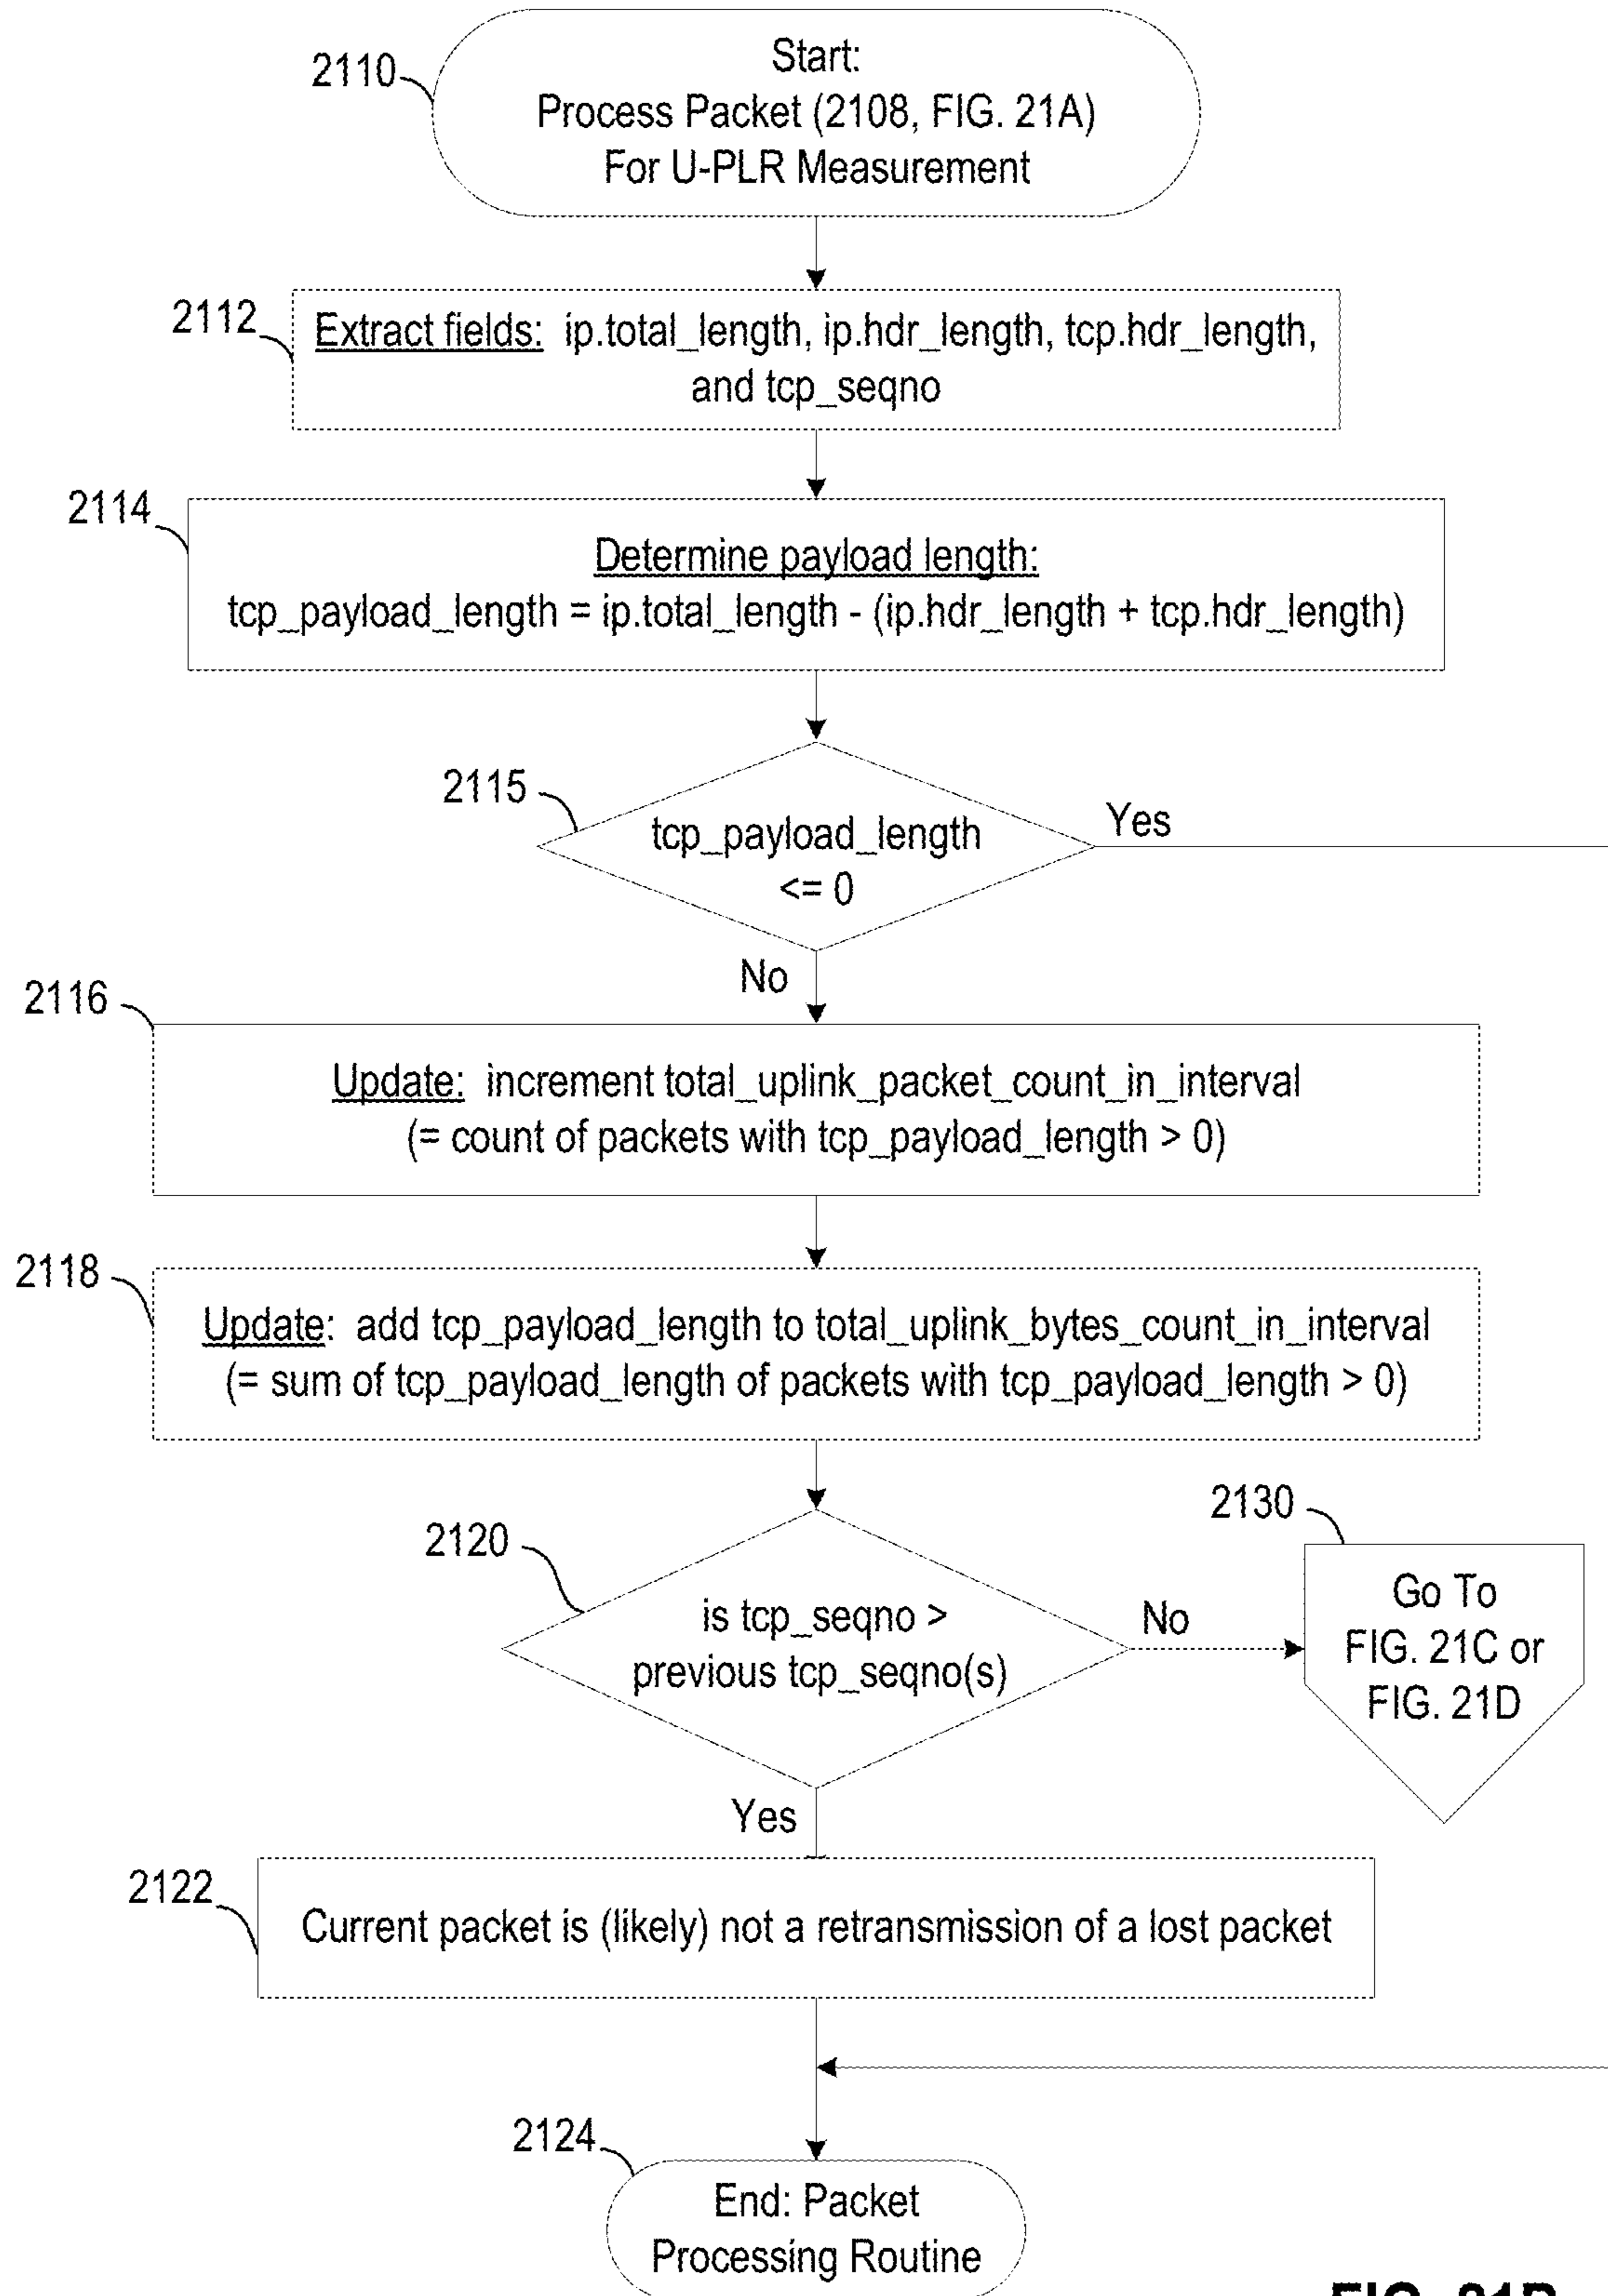 2110
Start:
Process Packet (2108, FIG. 21A)
For U-PLR Measurement
2112
Extract fields: ip.total_length, ip.hdr_length, tcp.hdr_length,
and tcp_seqno
2114
Determine payload length:
tcp_payload_length = ip.total_length - (ip.hdr_length + tcp.hdr_length)
2115
tcp_payload_length
<= 0
Yes
No
2116
Update: increment total_uplink_packet_count_in_interval
(= count of packets with tcp_payload_length > 0)
2118
Update: add tcp_payload_length to total_uplink_bytes_count_in_interval
(= sum of tcp_payload_length of packets with tcp_payload_length > 0)
2120
is tcp_seqno >
previous tcp_seqno(s)
No
2130
Go To
FIG. 21C or
FIG. 21D
Yes
2122
Current packet is (likely) not a retransmission of a lost packet
2124
End: Packet
Processing Routine